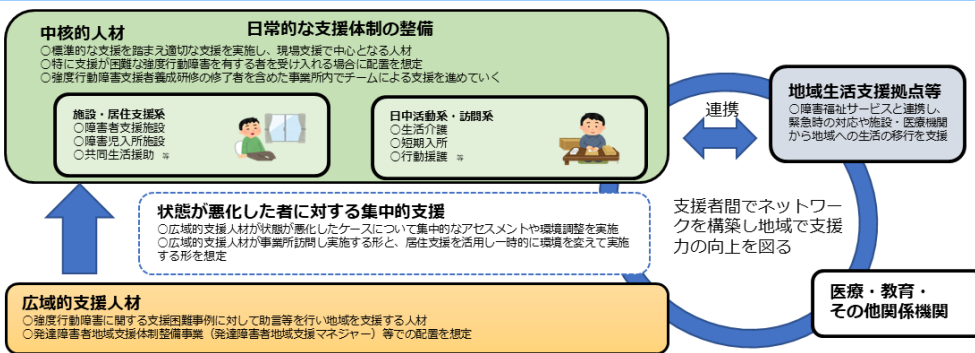 中核的人材
日常的な支援体制の整備
○標準的な支援を踏まえ適切な支援を実施し、現場支援で中心となる人材
○特に支援が困難な強度行動障害を有する者を受け入れる場合に配置を想定
○強度行動障害支援者養成研修の修了者を含めた事業所内でチームによる支援を進めていく
施設・居住支援系
○障害者支援施設
○障害児入所施設
○共同生活援助 等
日中活動系・訪問系
○生活介護
○短期入所
○行動援護 等
連携
地域生活支援拠点等
○障害福祉サービスと連携し、
緊急時の対応や施設・医療機関
から地域への生活の移行を支援
状態が悪化した者に対する集中的支援
○広域的支援人材が状態が悪化したケースについて集中的なアセスメントや環境調整を実施
○広域的支援人材が事業所訪問し実施する形と、居住支援を活用し一時的に環境を変えて実施
する形を想定
支援者間でネットワー
クを構築し地域で支援
力の向上を図る
広域的支援人材
○強度行動障害に関する支援困難事例に対して助言等を行い地域を支援する人材
○発達障害者地域支援体制整備事業（発達障害者地域支援マネジャー）等での配置を想定
医療・教育・
その他関係機関